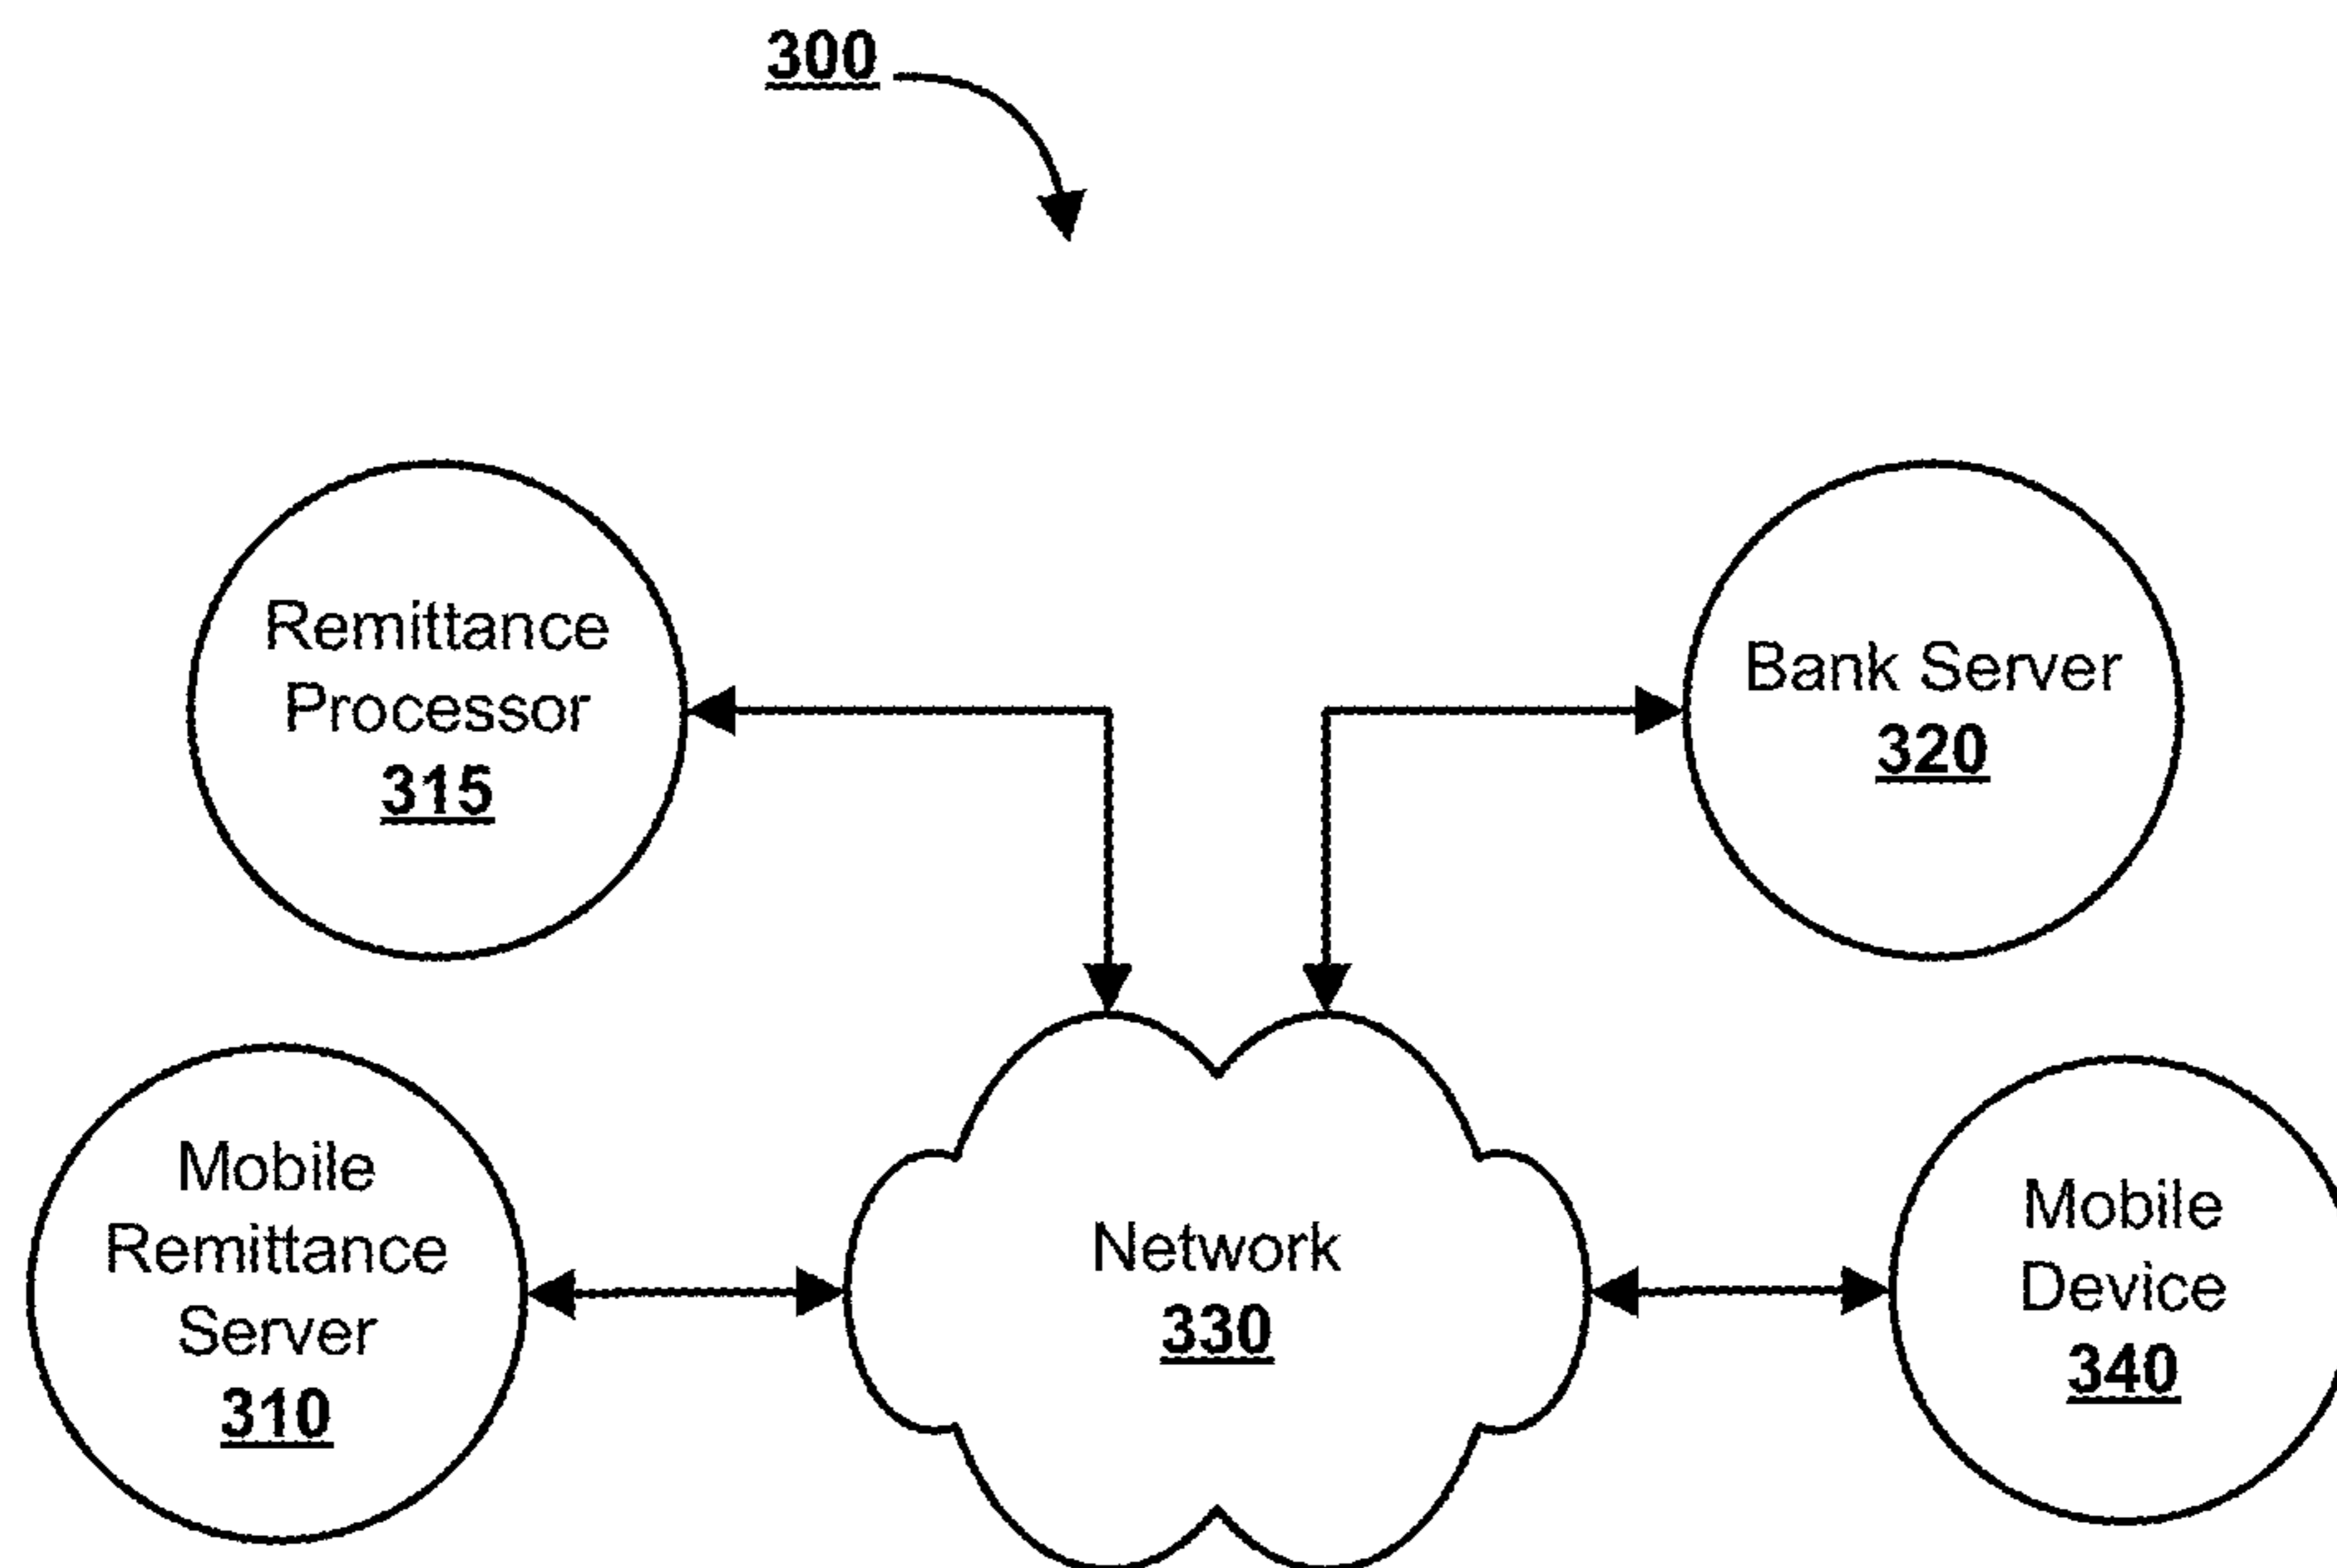 300
Remittance
Processor
315
Bank Server
320
Mobile
Remittance
Server
310
Network
330
Mobile
Device
340